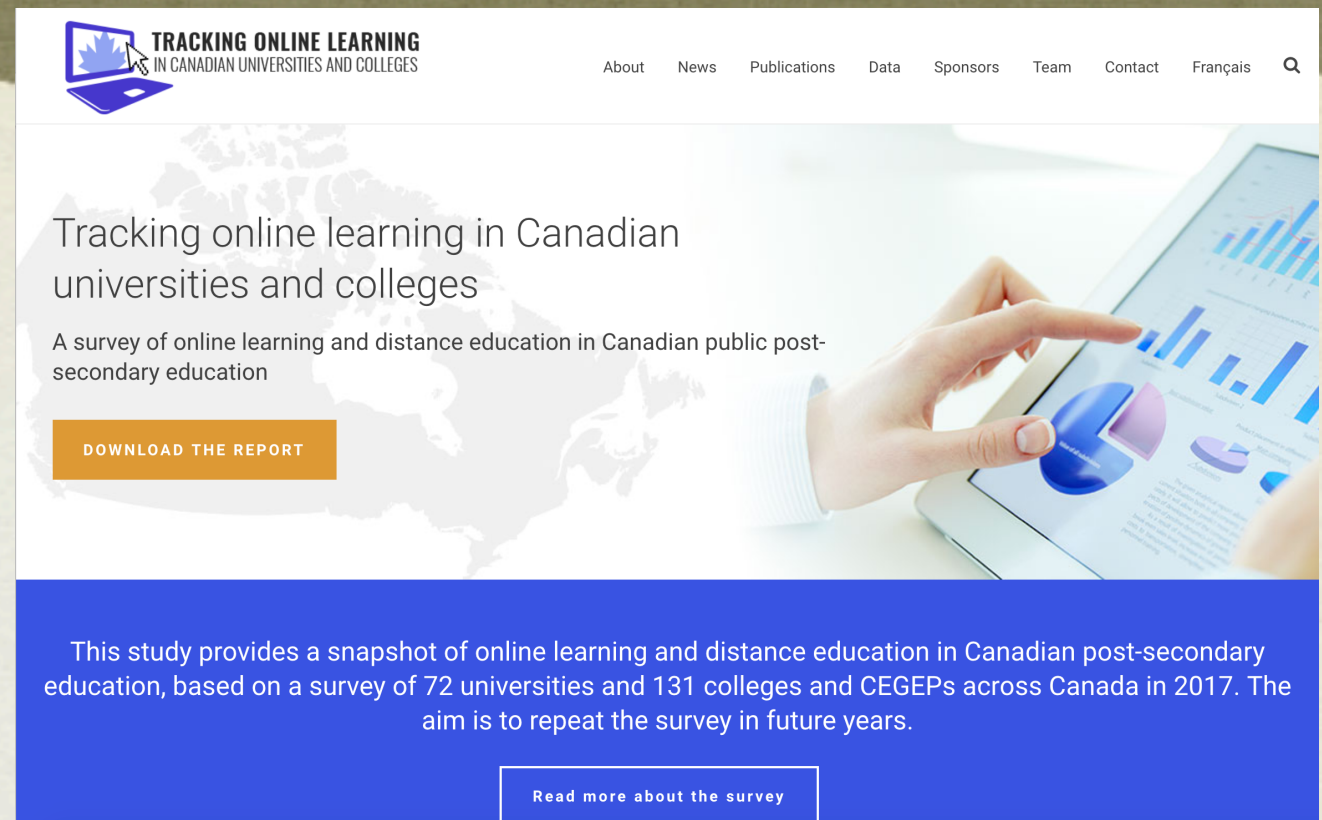 TRACKING ONLINE LEARNING
IN CANADIAN UNIVERSITIES AND COLLEGES
About News Publications Data Sponsors Team Contact Français
Tracking online learning in Canadian
universities and colleges
A survey of online learning and distance education in Canadian public post-
secondary education
DOWNLOAD THE REPORT
This study provides a snapshot of online learning and distance education in Canadian post-secondary
education, based on a survey of 72 universities and 131 colleges and CEGEPs across Canada in 2017. The
aim is to repeat the survey in future years.
Read more about the survey